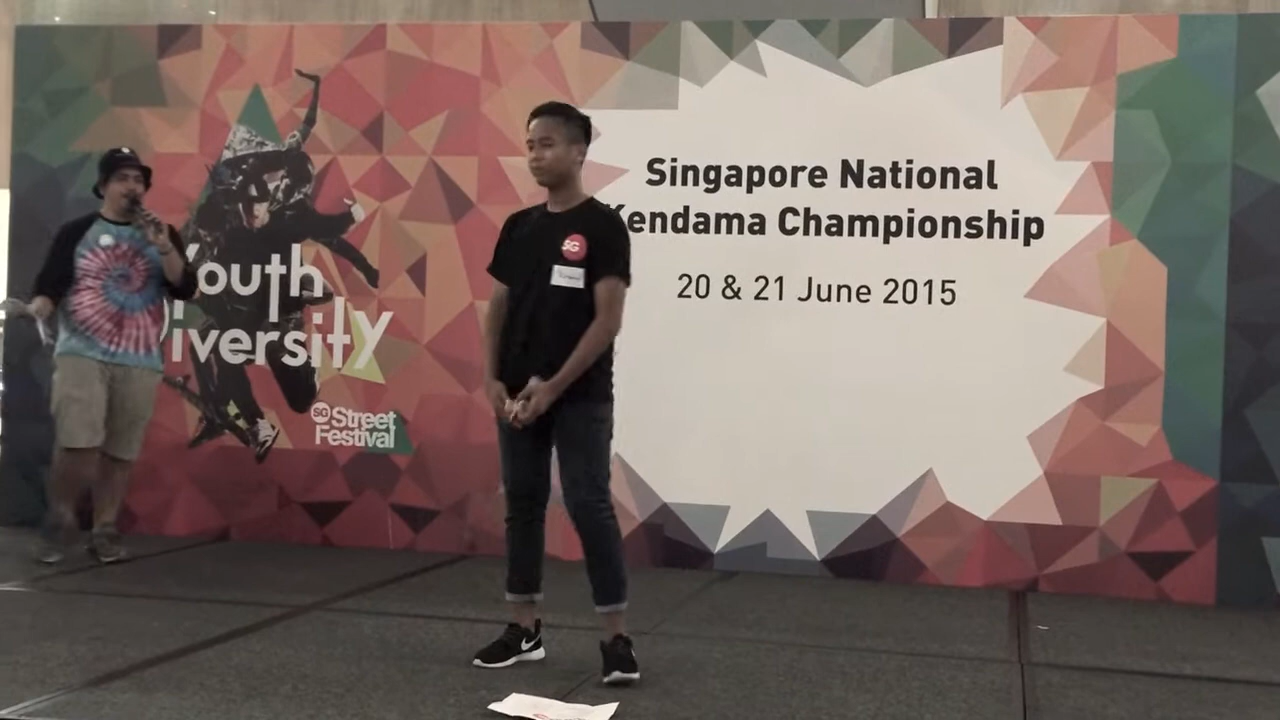 Singapore National
Kendama Championship
20 & 21 June 2015
Youth
Diversity
SG Street
Festival
SG